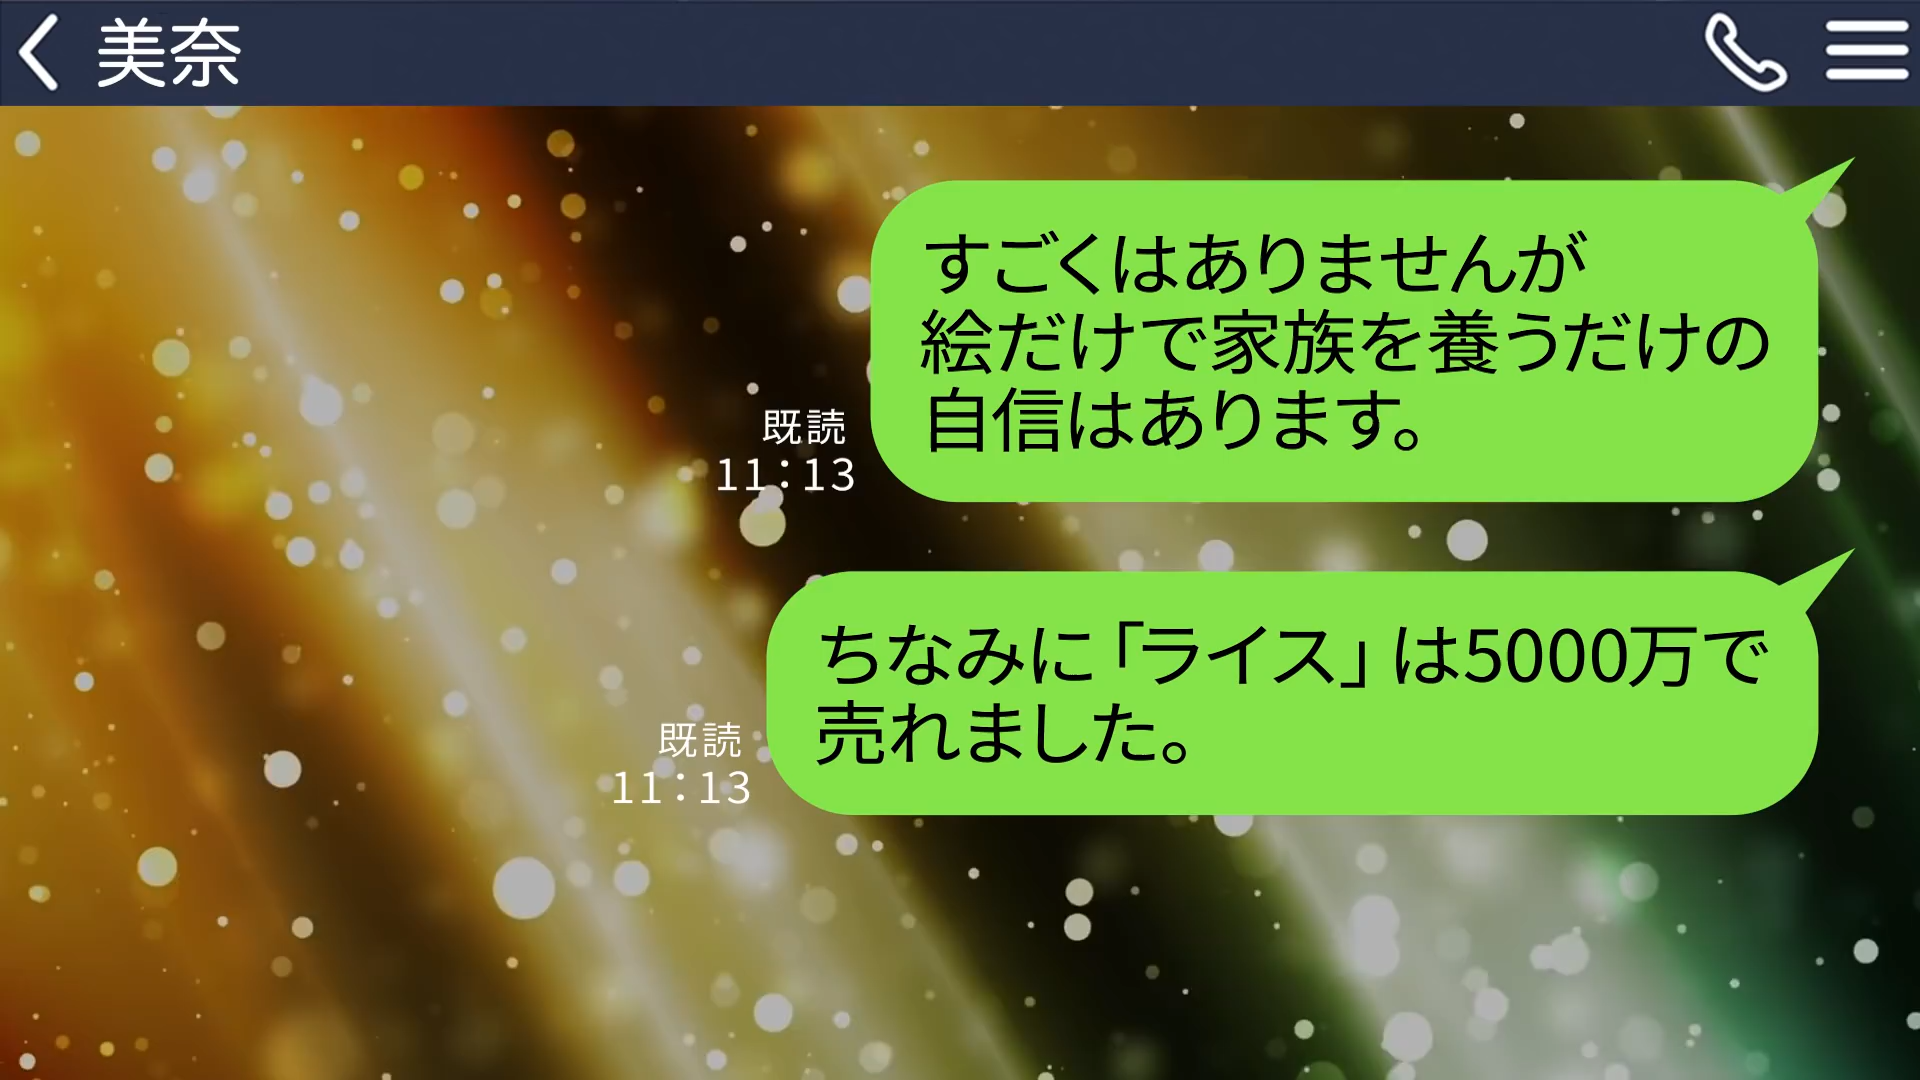 美奈
すごくはありませんが
絵だけで家族を養うだけの
自信はあります。
既読
11：13
ちなみに「ライス」は5000万で
売れました。
既読
11：13